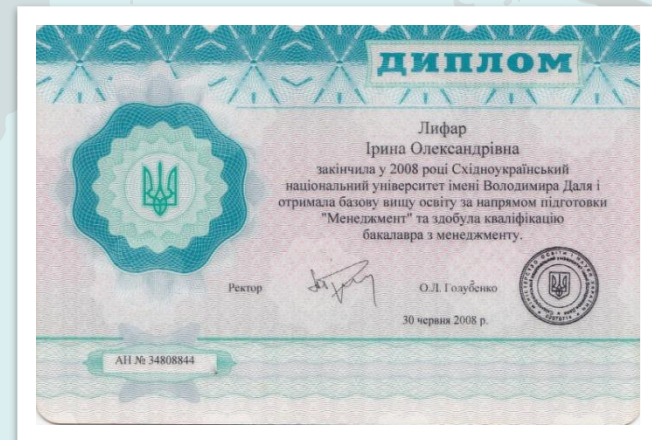 ДИПЛОМ
Лифар
Ірина Олександрівна
закінчила у 2008 році Східноукраїнський
національний університет імені Володимира Даля і
отримала базову вищу освіту за напрямом підготовки
"Менеджмент" та здобула кваліфікацію
бакалавра з менеджменту.
Ректор
О.Л. Голубенко
30 червня 2008 р.
АН № 34808844